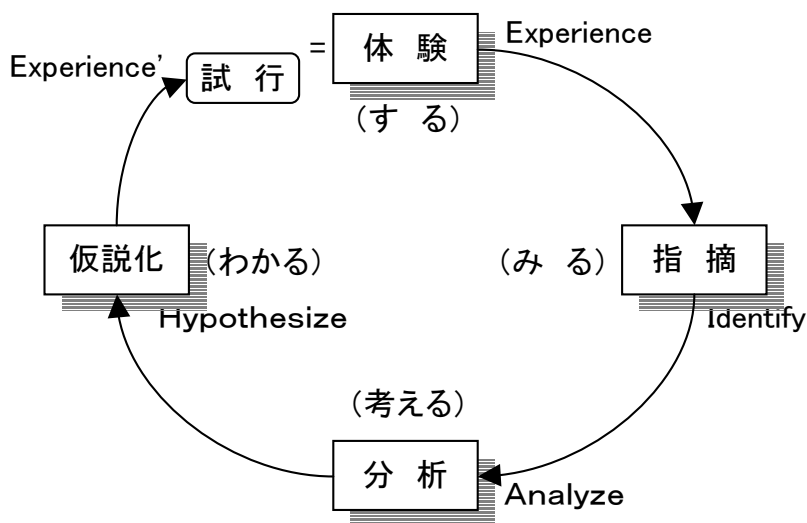 Experience
= 体 験
試 行
Experience’
(す る)
仮説化
(わかる)
(み る)
指 摘
Hypothesize
Identify
(考える)
分 析
Analyze